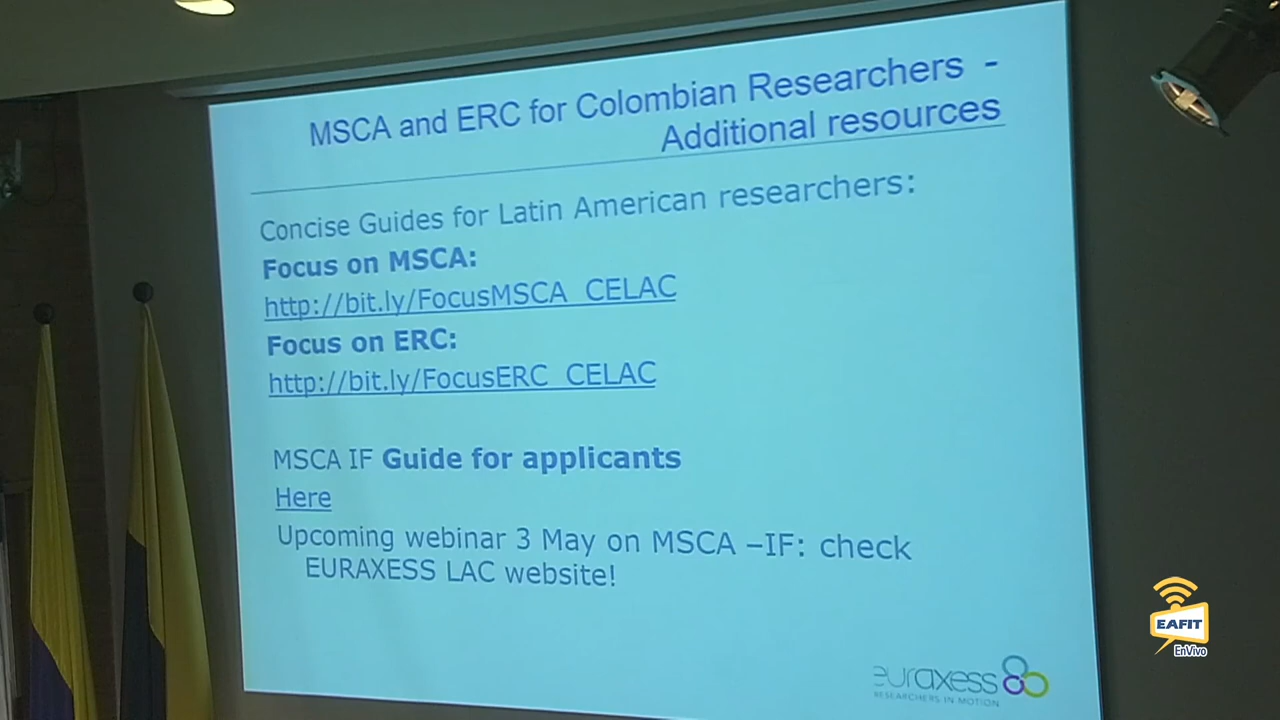 MSCA and ERC for Colombian Researchers -
Additional resources
Concise Guides for Latin American researchers:
Focus on MSCA:
http://bit.ly/FocusMSCA_CELAC
Focus on ERC:
http://bit.ly/FocusERC_CELAC
MSCA IF Guide for applicants
Here
Upcoming webinar 3 May on MSCA –IF: check
EURAXESS LAC website!
euraxess
RESEARCHERS IN MOTION
EAFIT
EnVivo